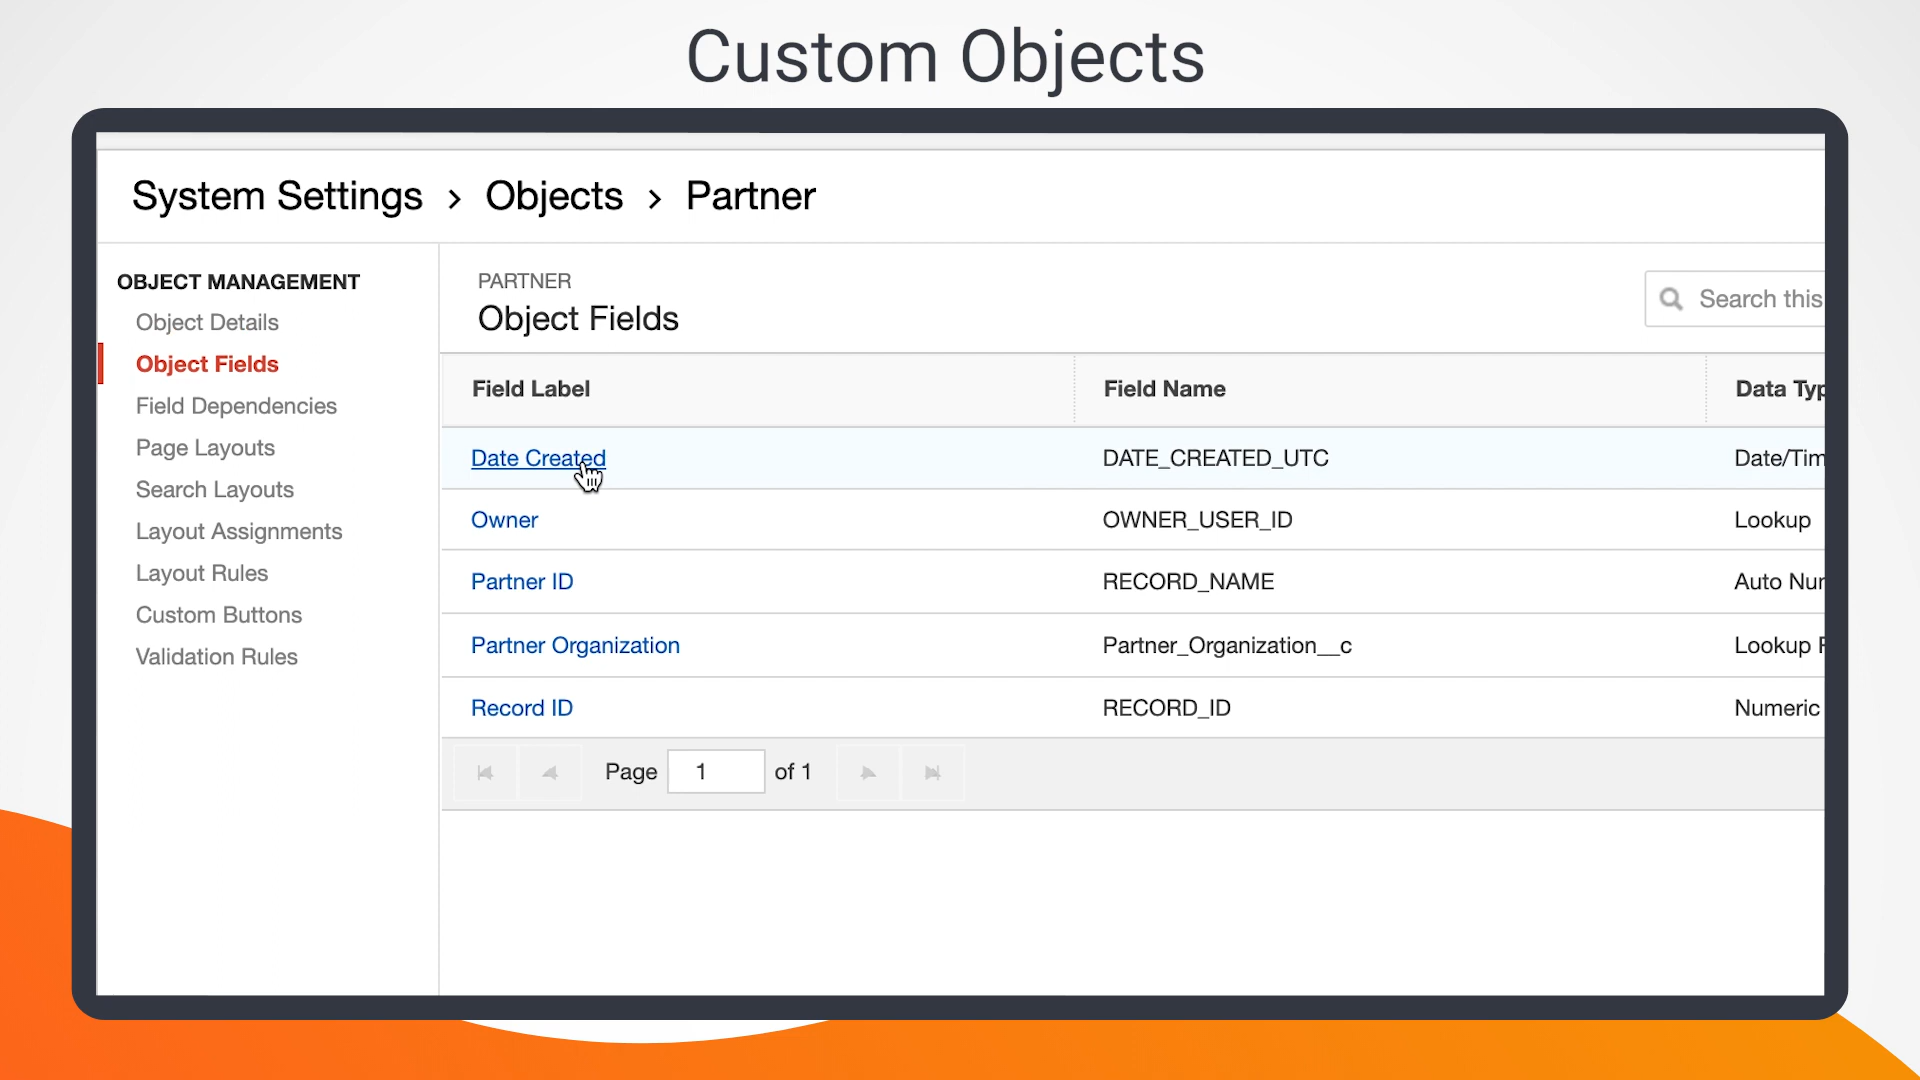 Custom Objects
System Settings › Objects › Partner
OBJECT MANAGEMENT
Object Details
Object Fields
Field Dependencies
Page Layouts
Search Layouts
Layout Assignments
Layout Rules
Custom Buttons
Validation Rules
PARTNER
Object Fields
Search this
Field Label Field Name Data Typ
Date Created DATE_CREATED_UTC Date/Tim
Owner OWNER_USER_ID Lookup
Partner ID RECORD_NAME Auto Nur
Partner Organization Partner_Organization__c Lookup F
Record ID RECORD_ID Numeric
Page 1 of 1